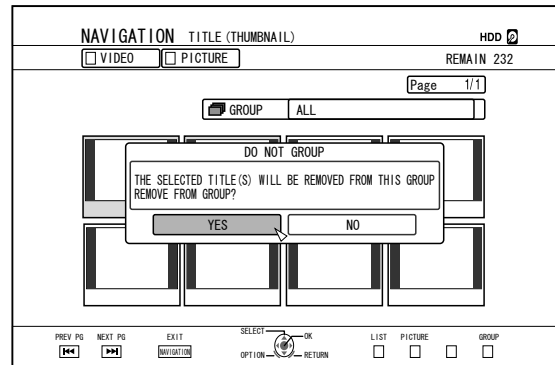 NAVIGATION TITLE (THUMBNAIL) HDD
VIDEO PICTURE REMAIN 232
Page 1/1
GROUP ALL
DO NOT GROUP
THE SELECTED TITLE(S) WILL BE REMOVED FROM THIS GROUP
REMOVE FROM GROUP?
YES NO
PREV PG NEXT PG EXIT SELECT OK LIST PICTURE GROUP
NAVIGATION OPTION RETURN